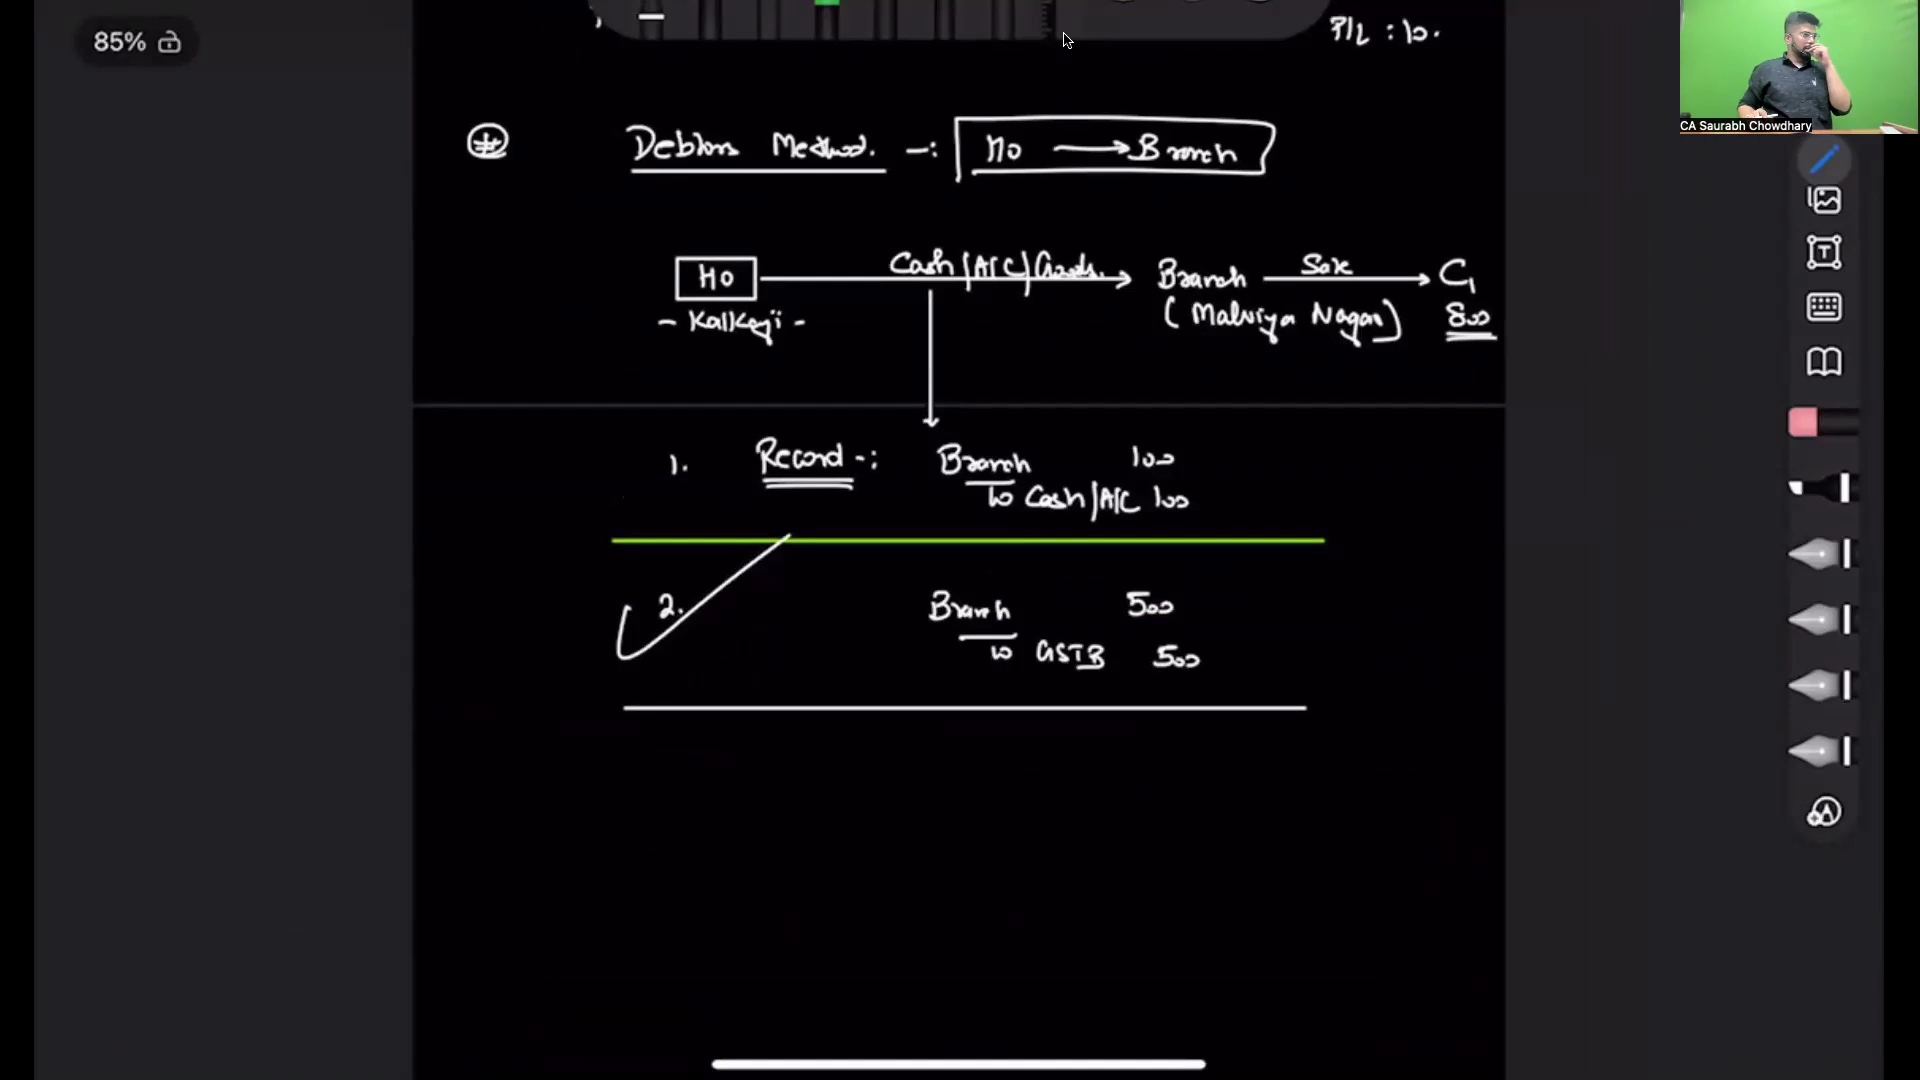 85%
P/L : 10.
CA Saurabh Chowdhary
# Debtors Method. -: HO → Branch
HO Cash/A/C/Goods. Branch Sale C1
- Kalkaji - (Malviya Nagar) 800
1. Record -: Branch 100
to Cash/A/C 100
2. Branch 500
to GSTB 500